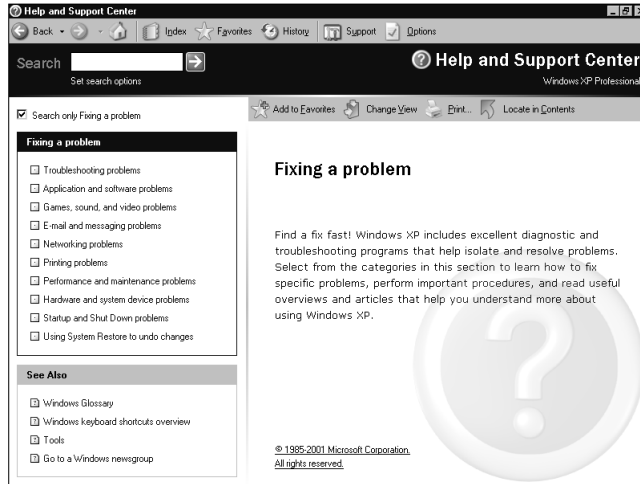 Help and Support Center
Back Index Favorites History Support Options
Search
Set search options
Help and Support Center
Windows XP Professional
Search only Fixing a problem
Add to Favorites Change View Print... Locate in Contents
Fixing a problem
Troubleshooting problems
Application and software problems
Games, sound, and video problems
E-mail and messaging problems
Networking problems
Printing problems
Performance and maintenance problems
Hardware and system device problems
Startup and Shut Down problems
Using System Restore to undo changes
See Also
Windows Glossary
Windows keyboard shortcuts overview
Tools
Go to a Windows newsgroup
Fixing a problem
Find a fix fast! Windows XP includes excellent diagnostic and
troubleshooting programs that help isolate and resolve problems.
Select from the categories in this section to learn how to fix
specific problems, perform important procedures, and read useful
overviews and articles that help you understand more about
using Windows XP.
© 1985-2001 Microsoft Corporation.
All rights reserved.